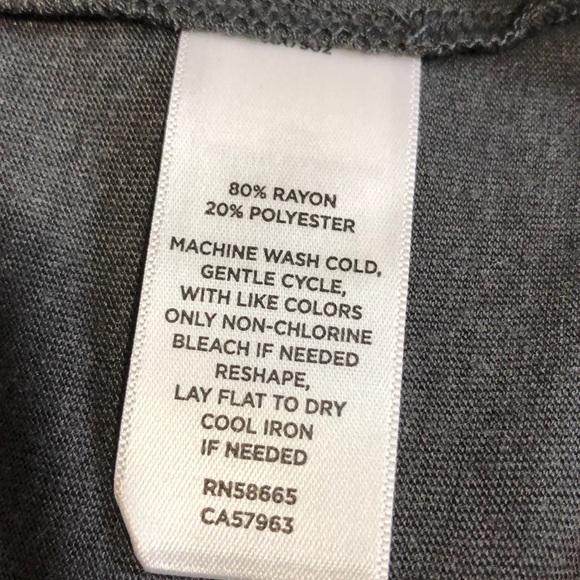 80% RAYON
20% POLYESTER
MACHINE WASH COLD,
GENTLE CYCLE,
WITH LIKE COLORS
ONLY NON-CHLORINE
BLEACH IF NEEDED
RESHAPE,
LAY FLAT TO DRY
COOL IRON
IF NEEDED
RN58665
CA57963